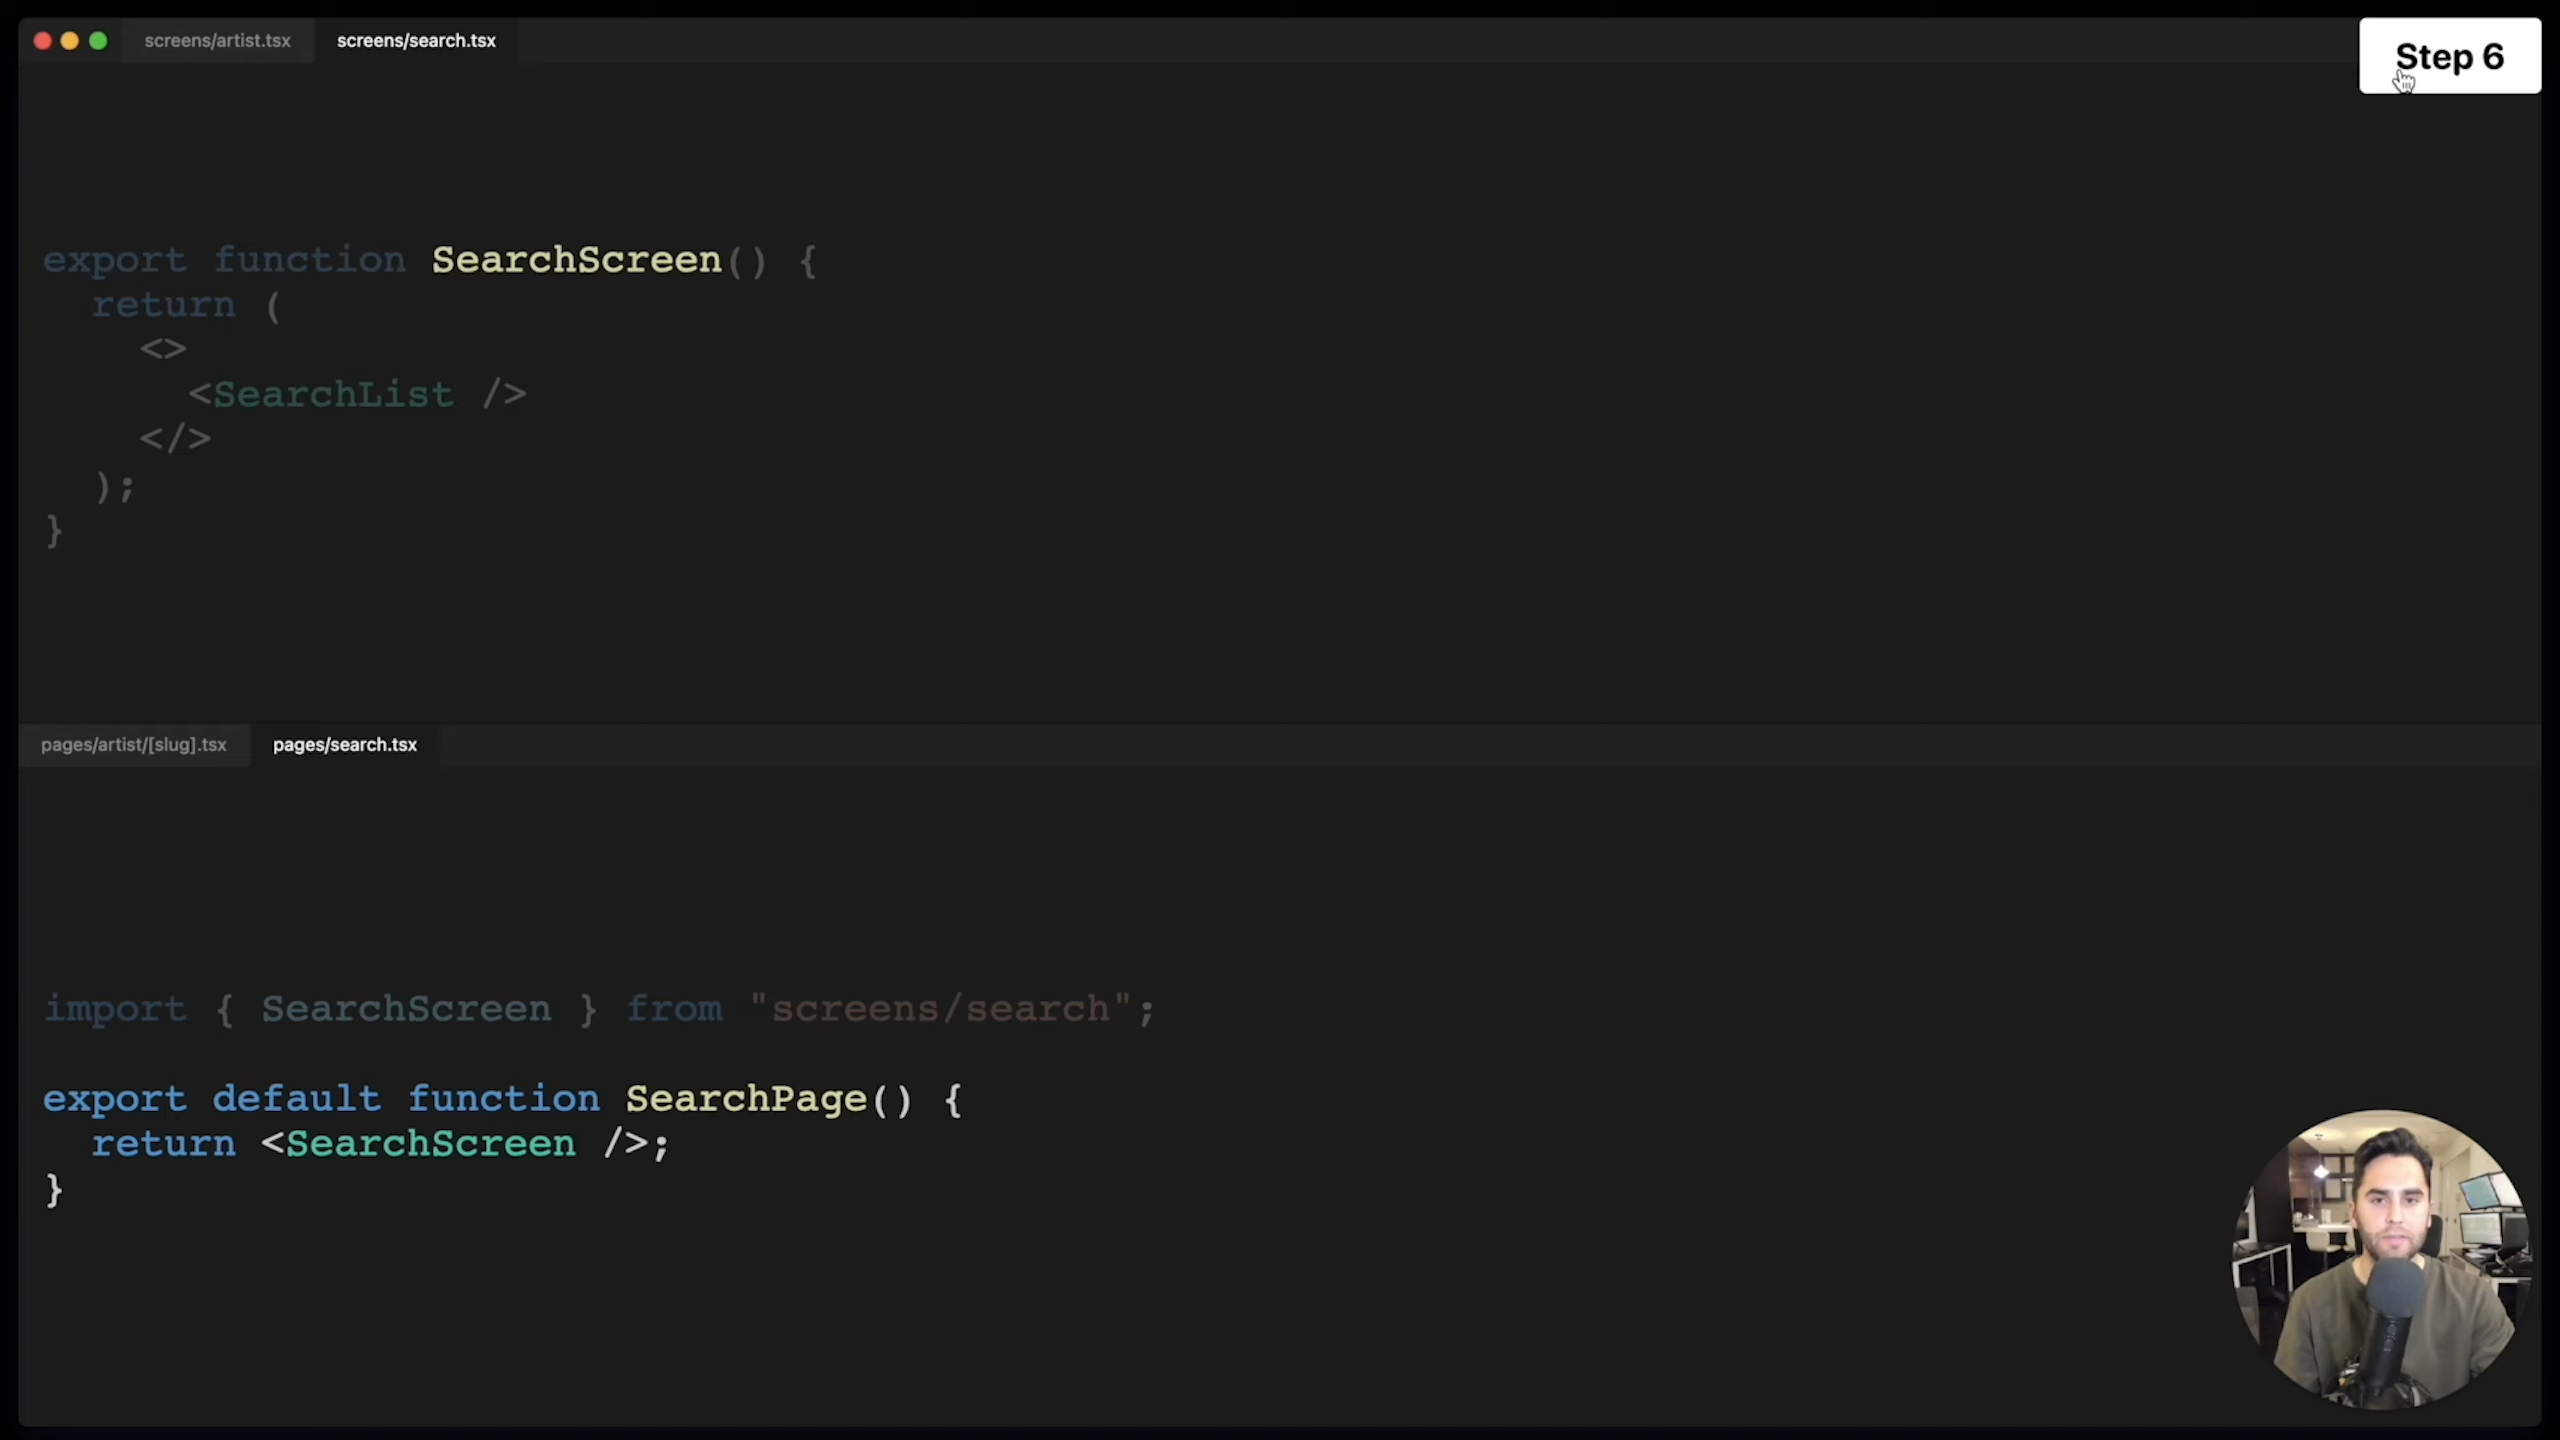 screens/artist.tsx
screens/search.tsx
Step 6
export function SearchScreen() {
  return (
    <>
      <SearchList />
    </>
  );
}
pages/artist/[slug].tsx
pages/search.tsx
import { SearchScreen } from "screens/search";
export default function SearchPage() {
  return <SearchScreen />;
}